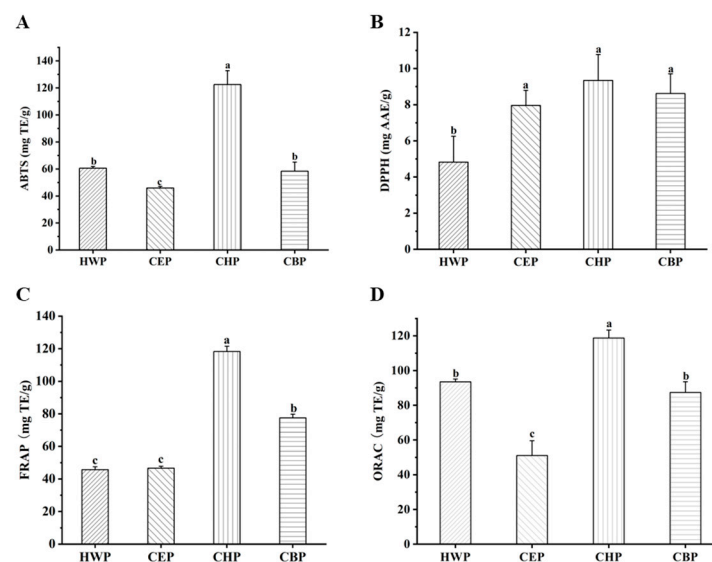 A
ABTS (mg TE/g)
140
120
100
80
60
40
20
0
b
c
a
b
HWP CEP CHP CBP
B
DPPH (mg AAE/g)
12
10
8
6
4
2
0
b
a
a
a
HWP CEP CHP CBP
C
FRAP (mg TE/g)
140
120
100
80
60
40
20
0
c
c
a
b
HWP CEP CHP CBP
D
ORAC (mg TE/g)
120
100
80
60
40
20
0
b
c
a
b
HWP CEP CHP CBP